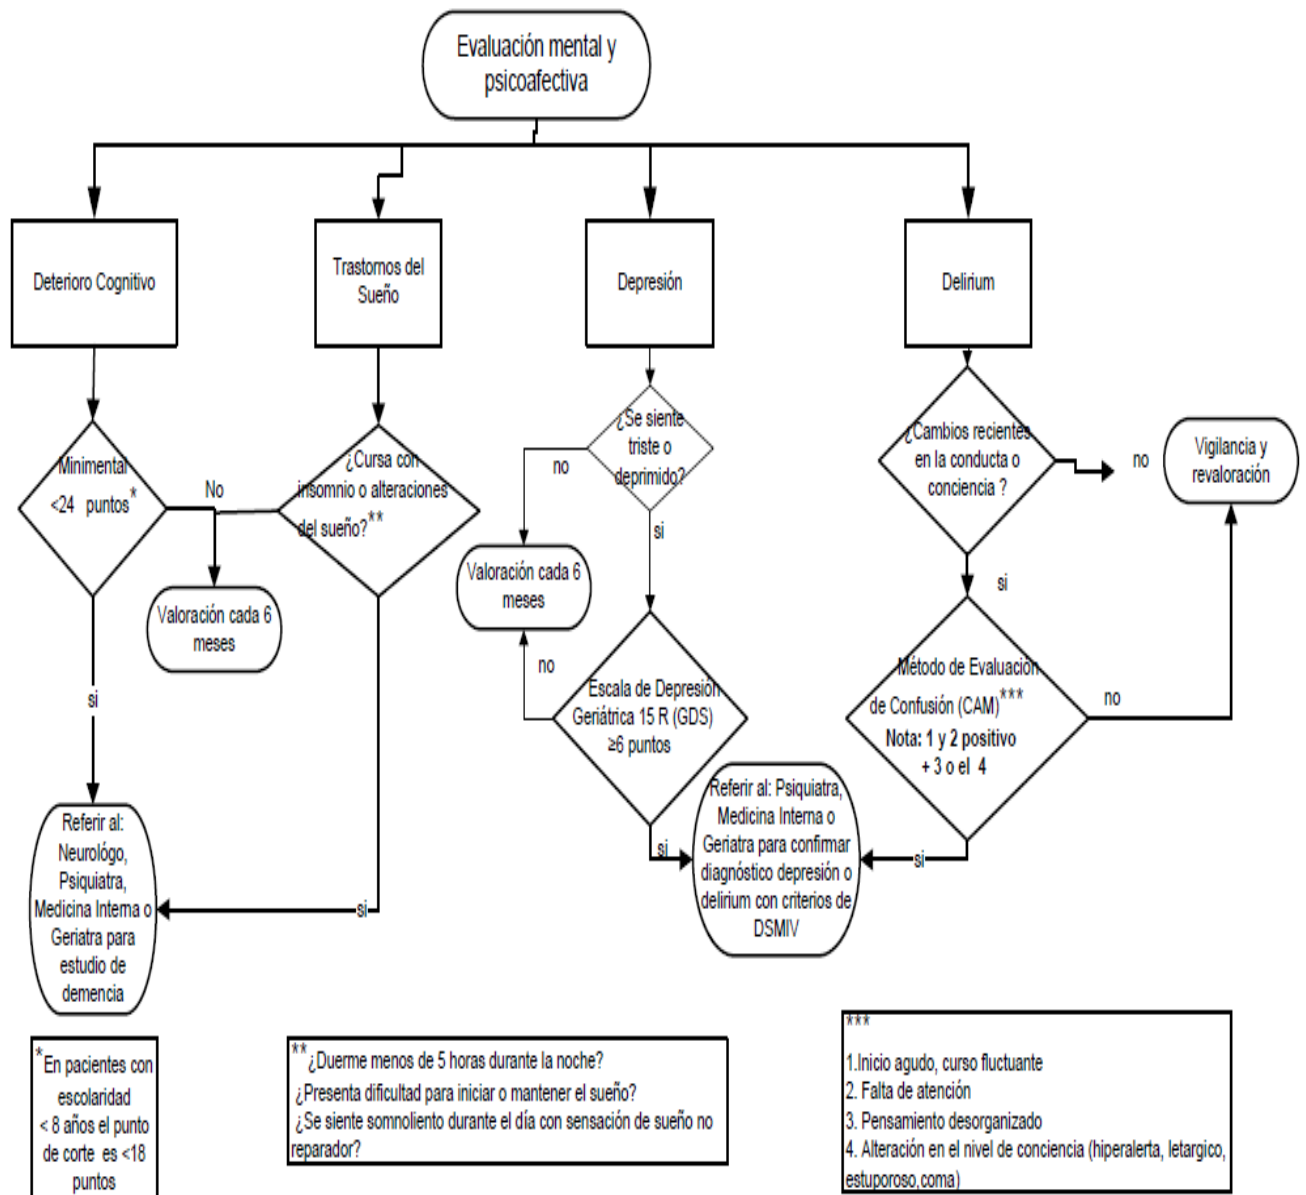 Evaluación mental y
psicoafectiva
Deterioro Cognitivo
Trastornos del
Sueño
Depresión
Delirium
Minimental
<24 puntos*
No
¿Cursa con
insomnio o alteraciones
del sueño?**
¿Se siente
triste o
deprimido?
no
si
¿Cambios recientes
en la conducta o
conciencia ?
no
Vigilancia y
revaloración
si
Valoración cada 6
meses
Valoración cada 6
meses
no
Escala de Depresión
Geriátrica 15 R (GDS)
≥6 puntos
Método de Evaluación
de Confusión (CAM)***
Nota: 1 y 2 positivo
+ 3 o el 4
no
si
si
si
si
Referir al:
Neurológo,
Psiquiatra,
Medicina Interna o
Geriatra para
estudio de
demencia
Referir al: Psiquiatra,
Medicina Interna o
Geriatra para confirmar
diagnóstico depresión o
delirium con criterios de
DSMIV
*En pacientes con
escolaridad
< 8 años el punto
de corte es <18
puntos
**¿Duerme menos de 5 horas durante la noche?
¿Presenta dificultad para iniciar o mantener el sueño?
¿Se siente somnoliento durante el día con sensación de sueño no
reparador?
***
1.Inicio agudo, curso fluctuante
2. Falta de atención
3. Pensamiento desorganizado
4. Alteración en el nivel de conciencia (hiperalerta, letargico,
estuporoso,coma)